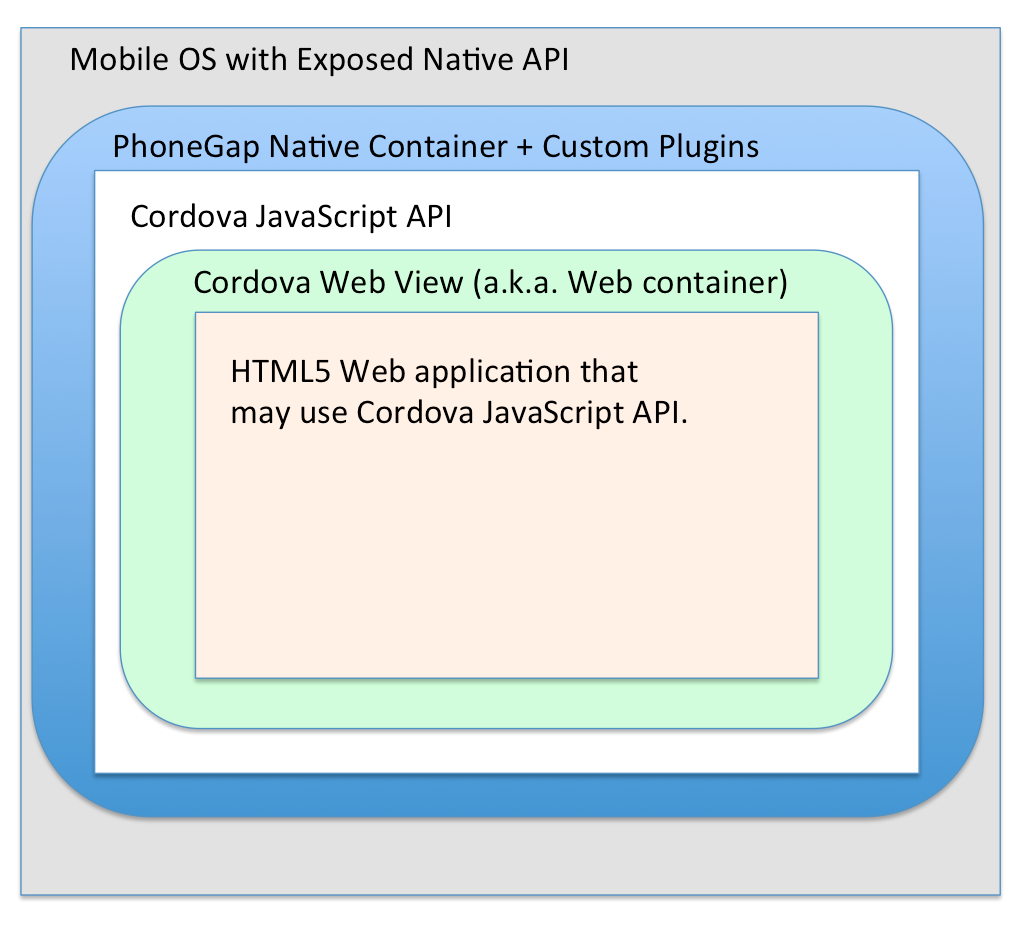 Mobile OS with Exposed Native API
PhoneGap Native Container + Custom Plugins
Cordova JavaScript API
Cordova Web View (a.k.a. Web container)
HTML5 Web application that
may use Cordova JavaScript API.